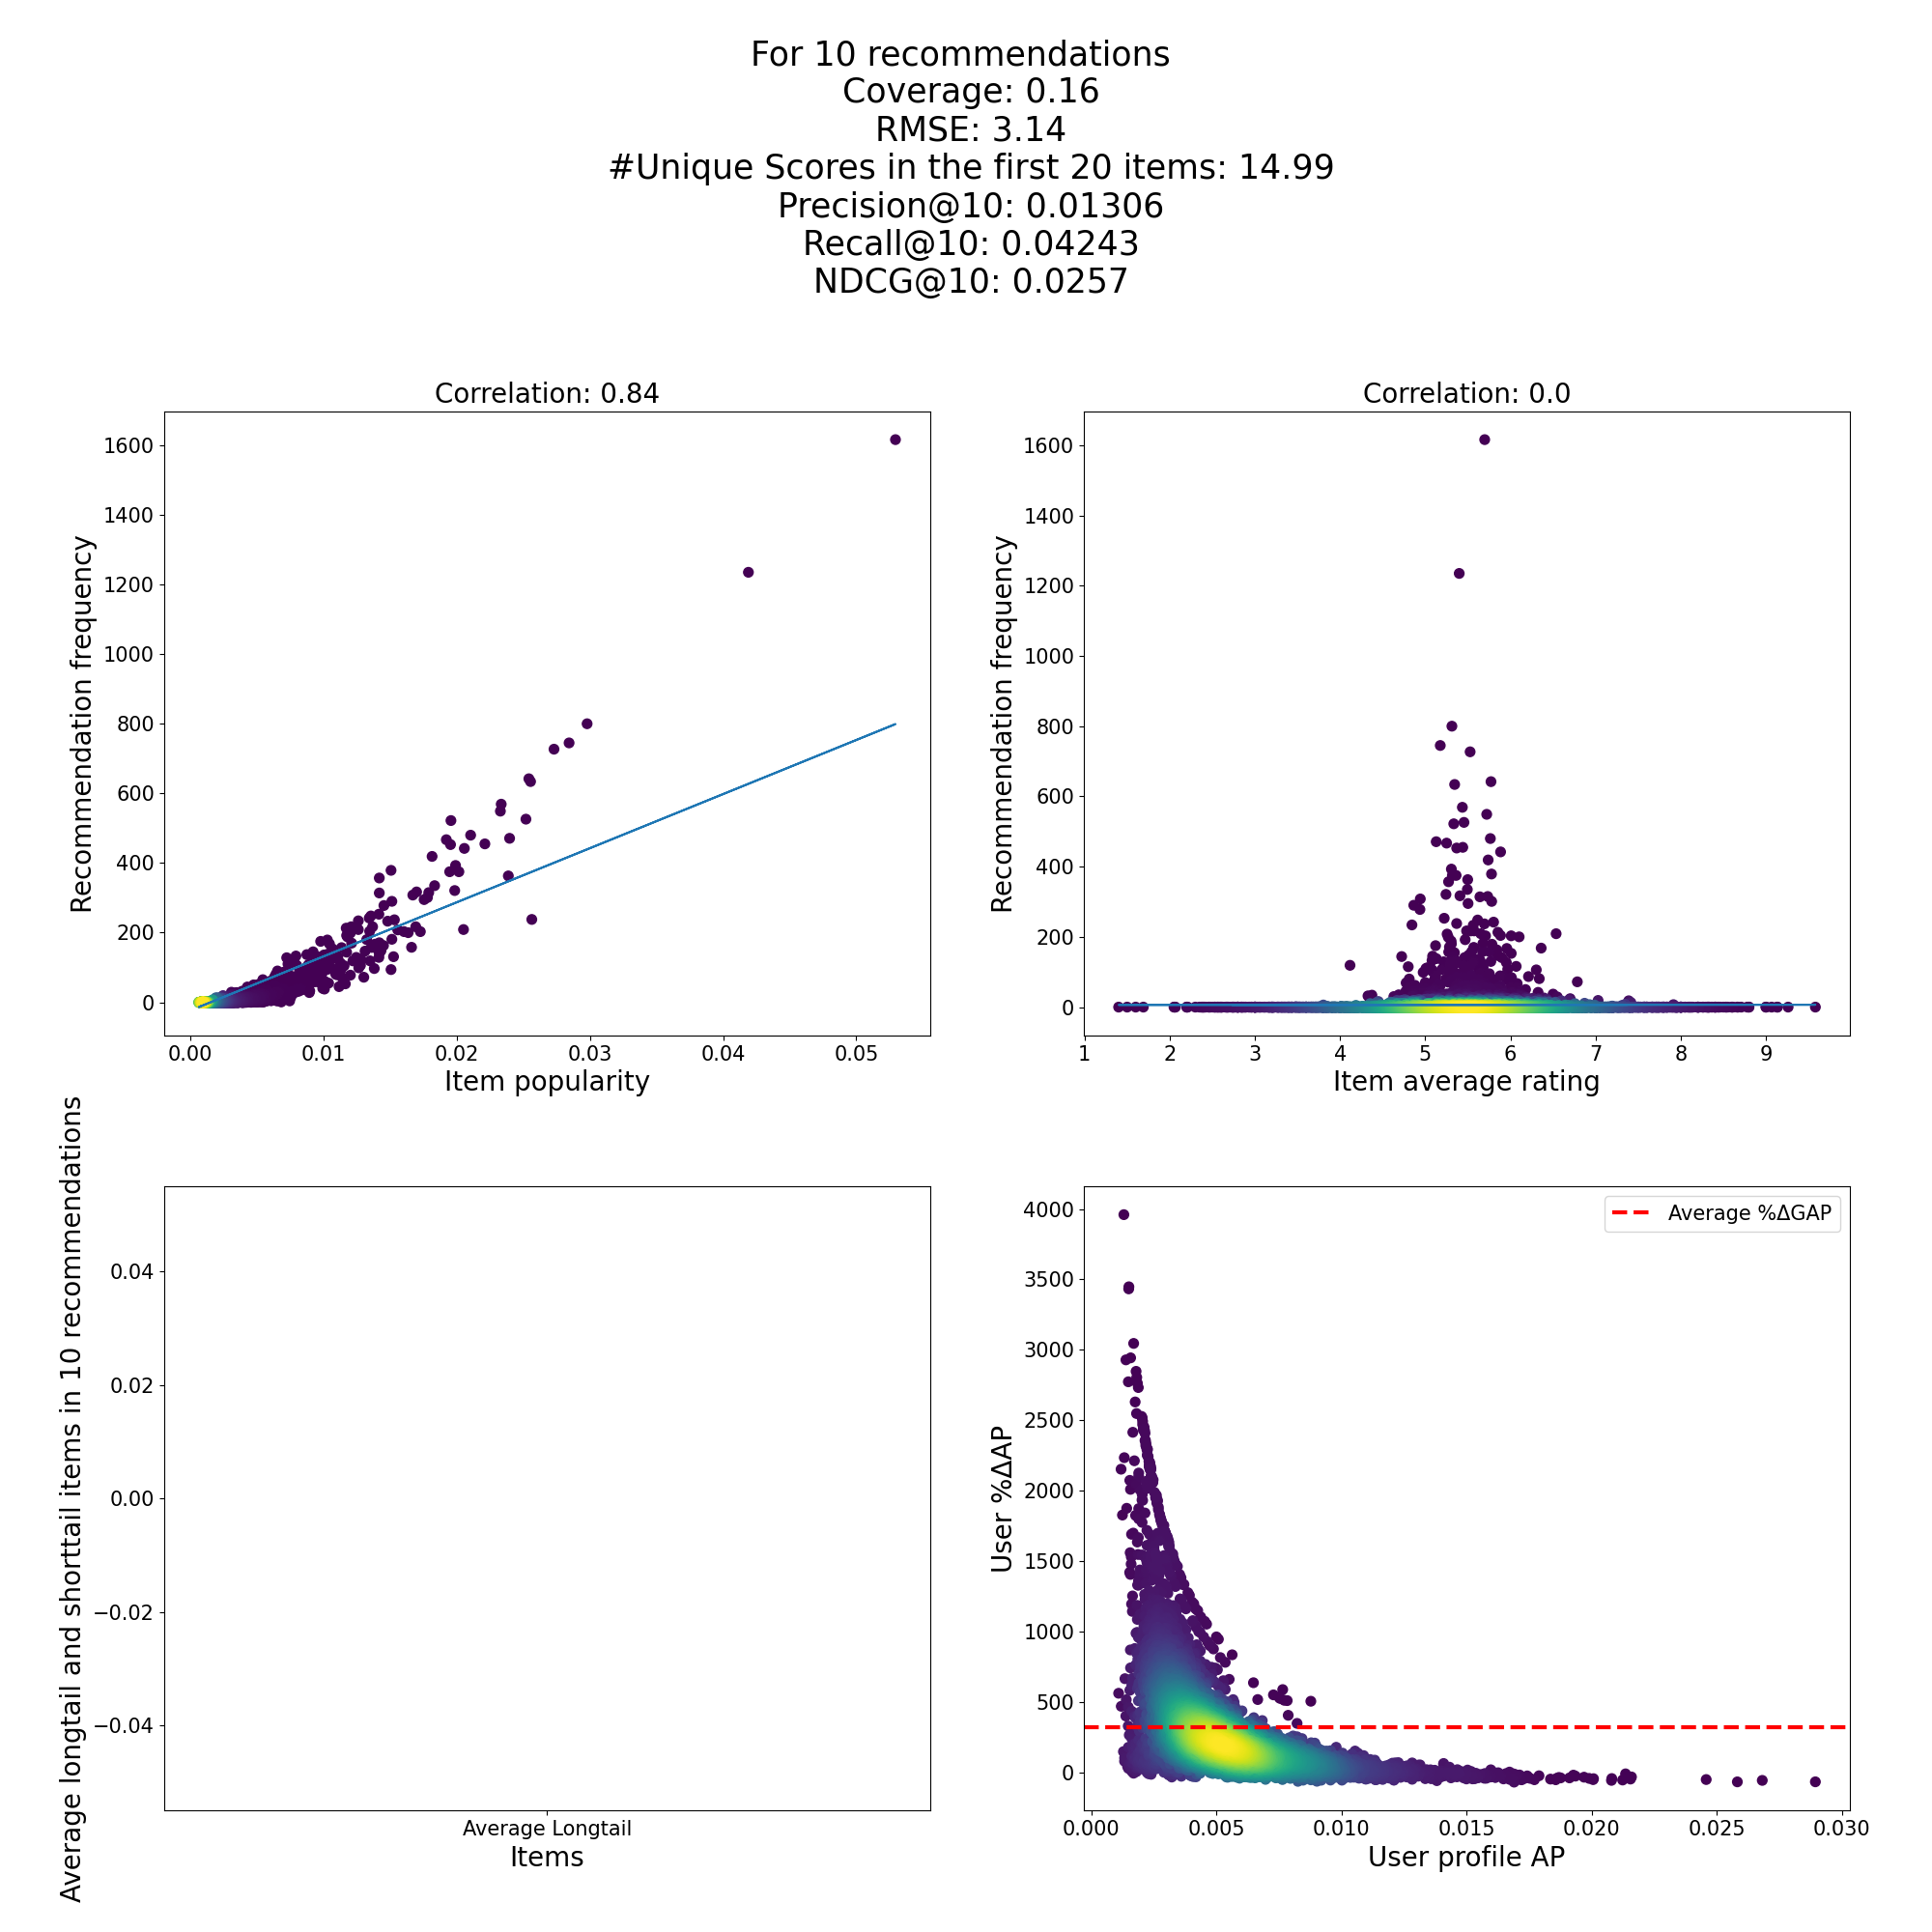 For 10 recommendations
Coverage: 0.16
RMSE: 3.14
#Unique Scores in the first 20 items: 14.99
Precision@10: 0.01306
Recall@10: 0.04243
NDCG@10: 0.0257
Correlation: 0.84
Recommendation frequency
1600
1400
1200
1000
800
600
400
200
0
0.00 0.01 0.02 0.03 0.04 0.05
Item popularity
Correlation: 0.0
Recommendation frequency
1600
1400
1200
1000
800
600
400
200
0
1 2 3 4 5 6 7 8 9
Item average rating
Average longtail and shorttail items in 10 recommendations
0.04
0.02
0.00
−0.02
−0.04
Average Longtail
Items
User %ΔAP
4000
3500
3000
2500
2000
1500
1000
500
0
Average %ΔGAP
0.000 0.005 0.010 0.015 0.020 0.025 0.030
User profile AP